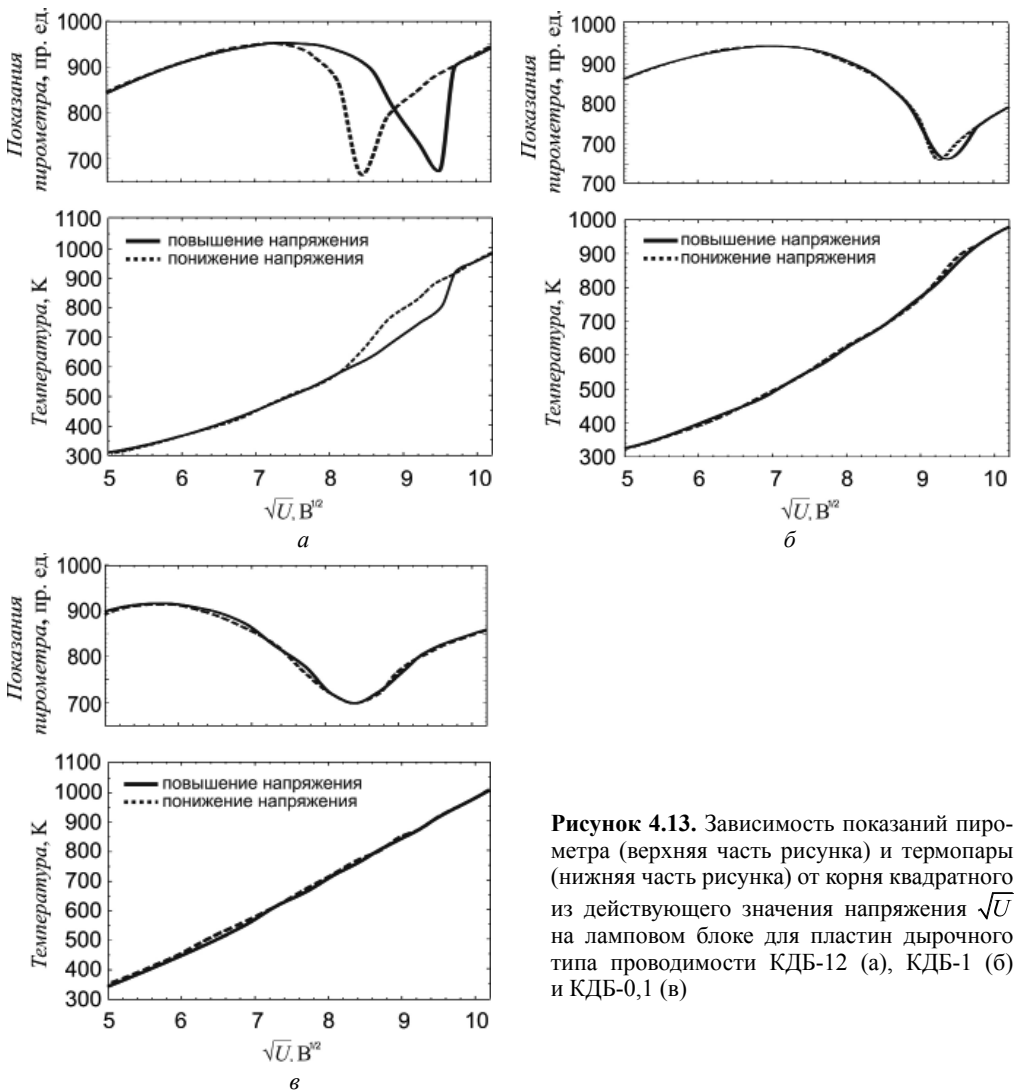 Показания
пирометра, пр. ед.
1000
900
800
700
Температура, К
1100
1000
900
800
700
600
500
400
300
повышение напряжения
понижение напряжения
5 6 7 8 9 10
√U, В^1/2
а
Показания
пирометра, пр. ед.
1000
900
800
700
700
Температура, К
1000
900
800
700
600
500
400
300
повышение напряжения
понижение напряжения
5 6 7 8 9 10
√U, В^1/2
б
Показания
пирометра, пр. ед.
1000
900
800
700
Температура, К
1100
1000
900
800
700
600
500
400
300
повышение напряжения
понижение напряжения
5 6 7 8 9 10
√U, В^1/2
в
Рисунок 4.13. Зависимость показаний пиро-
метра (верхняя часть рисунка) и термопары
(нижняя часть рисунка) от корня квадратного
из действующего значения напряжения √U
на ламповом блоке для пластин дырочного
типа проводимости КДБ-12 (а), КДБ-1 (б)
и КДБ-0,1 (в)